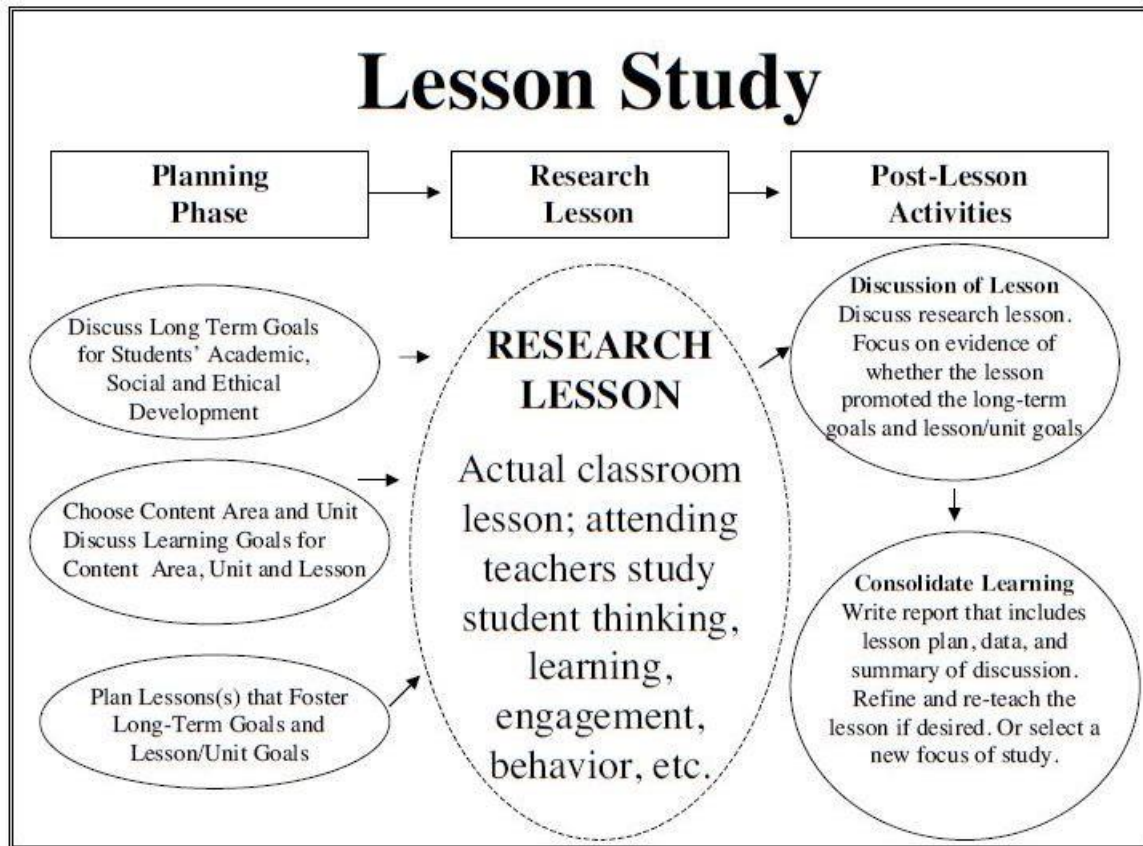 Lesson Study
Planning
Phase
Research
Lesson
Post-Lesson
Activities
Discuss Long Term Goals
for Students' Academic,
Social and Ethical
Development
Choose Content Area and Unit
Discuss Learning Goals for
Content Area, Unit and Lesson
Plan Lessons(s) that Foster
Long-Term Goals and
Lesson/Unit Goals
RESEARCH
LESSON
Actual classroom
lesson; attending
teachers study
student thinking,
learning,
engagement,
behavior, etc.
Discussion of Lesson
Discuss research lesson.
Focus on evidence of
whether the lesson
promoted the long-term
goals and lesson/unit goals
Consolidate Learning
Write report that includes
lesson plan, data, and
summary of discussion.
Refine and re-teach the
lesson if desired. Or select a
new focus of study.